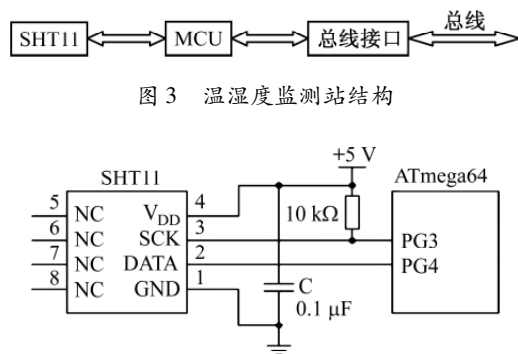 SHT11 MCU 总线接口 总线
图3 温湿度监测站结构
+5 V
SHT11 ATmega64
5 NC VDD 4
10 kΩ
6 NC SCK 3 PG3
7 NC DATA 2 PG4
8 NC GND 1
C
0.1 μF